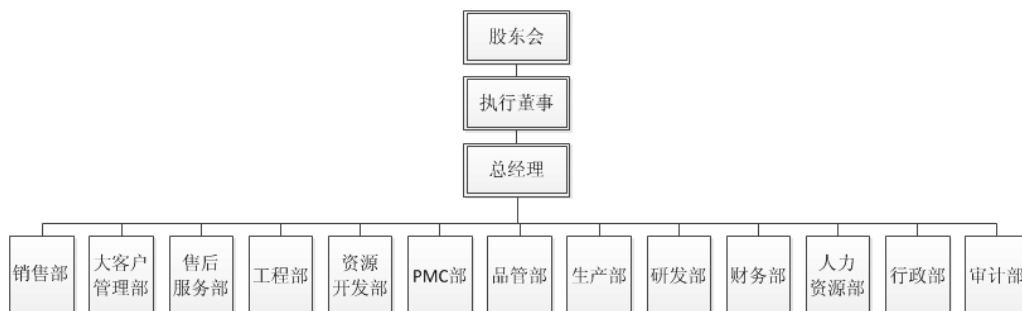 股东会
执行董事
总经理
销售部
大客户
管理部
售后
服务部
工程部
资源
开发部
PMC部
品管部
生产部
研发部
财务部
人力
资源部
行政部
审计部